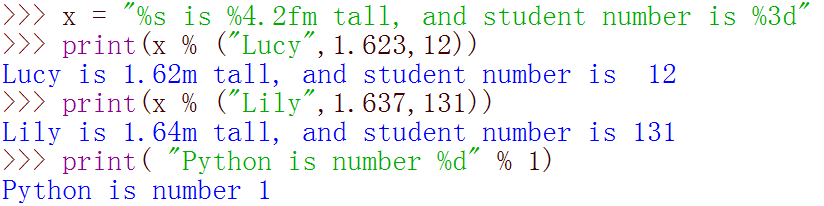 >>> x = "%s is %4.2fm tall, and student number is %3d"
>>> print(x % ("Lucy",1.623,12))
Lucy is 1.62m tall, and student number is  12
>>> print(x % ("Lily",1.637,131))
Lily is 1.64m tall, and student number is 131
>>> print( "Python is number %d" % 1)
Python is number 1